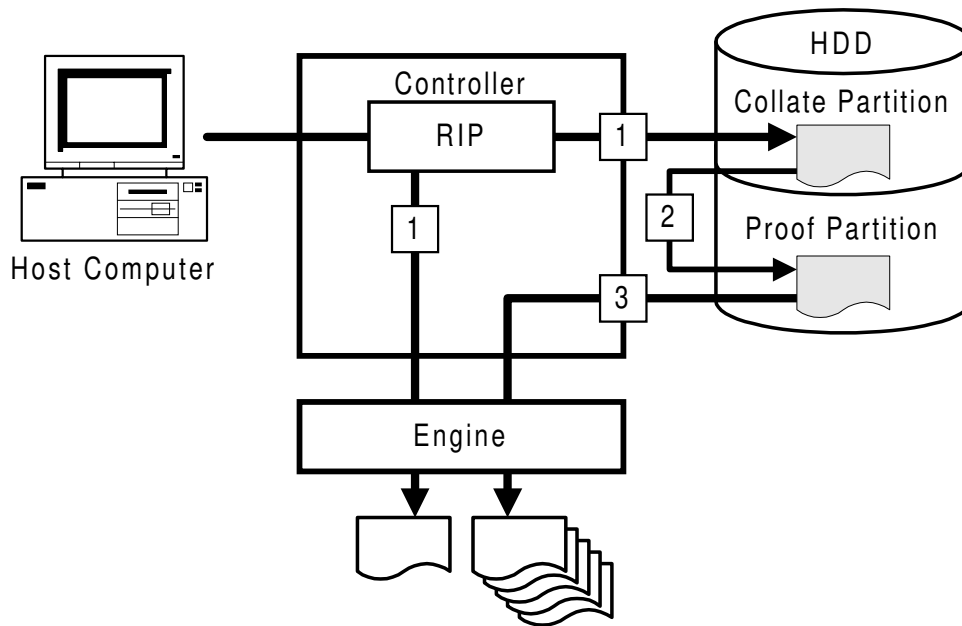 HDD
Controller
Collate Partition
RIP
1
1
2
Proof Partition
Host Computer
3
Engine